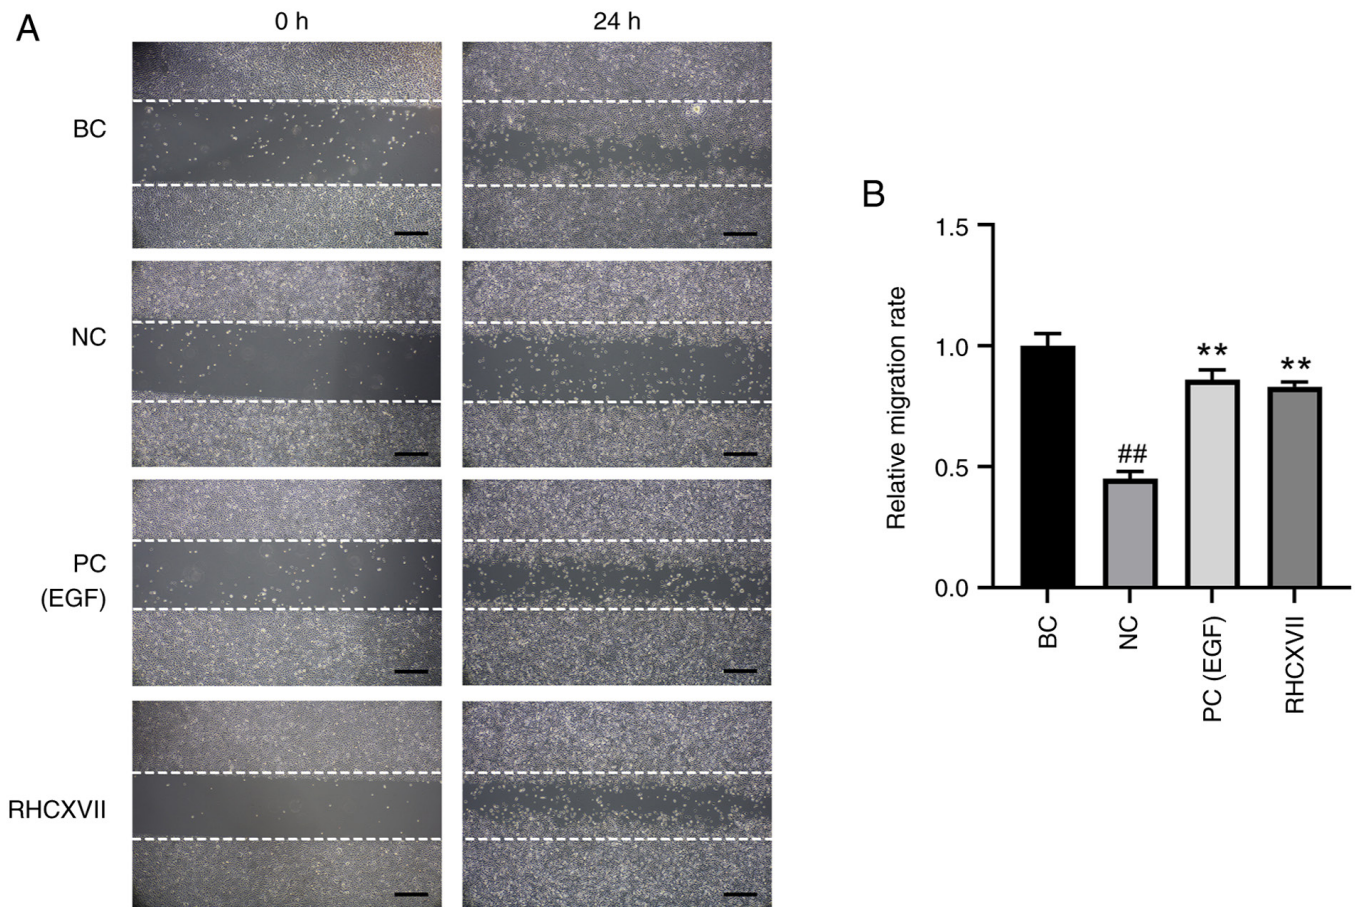 A
0 h
24 h
BC
NC
PC
(EGF)
RHCXVII
B
Relative migration rate
1.5
1.0
0.5
0.0
##
**
**
BC
NC
PC (EGF)
RHCXVII